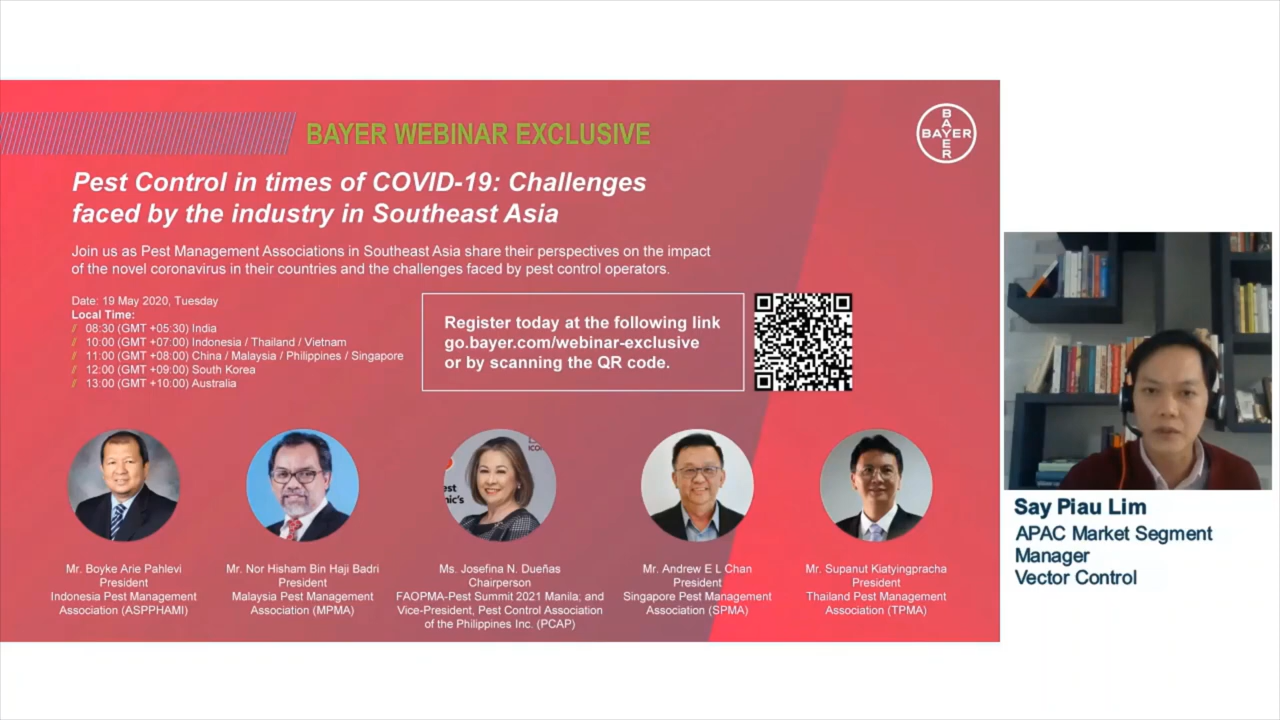 BAYER WEBINAR EXCLUSIVE
BAYER
BAYER
Pest Control in times of COVID-19: Challenges
faced by the industry in Southeast Asia
Join us as Pest Management Associations in Southeast Asia share their perspectives on the impact
of the novel coronavirus in their countries and the challenges faced by pest control operators.
Date: 19 May 2020, Tuesday
Local Time:
// 08:30 (GMT +05:30) India
// 10:00 (GMT +07:00) Indonesia / Thailand / Vietnam
// 11:00 (GMT +08:00) China / Malaysia / Philippines / Singapore
// 12:00 (GMT +09:00) South Korea
// 13:00 (GMT +10:00) Australia
Register today at the following link
go.bayer.com/webinar-exclusive
or by scanning the QR code.
Mr. Boyke Arie Pahlevi
President
Indonesia Pest Management
Association (ASPPHAMI)
Mr. Nor Hisham Bin Haji Badri
President
Malaysia Pest Management
Association (MPMA)
Ms. Josefina N. Dueñas
Chairperson
FAOPMA-Pest Summit 2021 Manila; and
Vice-President, Pest Control Association
of the Philippines Inc. (PCAP)
Mr. Andrew E L Chan
President
Singapore Pest Management
Association (SPMA)
Mr. Supanut Kiatyingpracha
President
Thailand Pest Management
Association (TPMA)
Say Piau Lim
APAC Market Segment
Manager
Vector Control